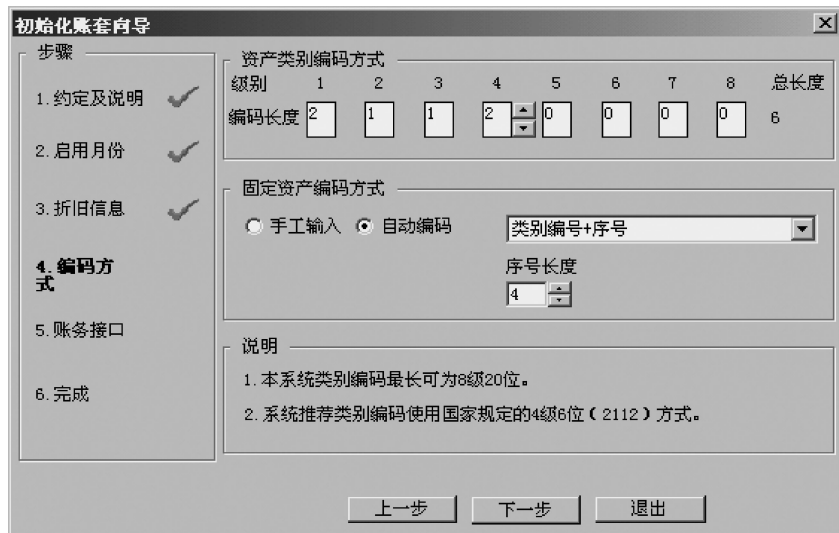 初始化账套向导
步骤
1.约定及说明
2.启用月份
3.折旧信息
4.编码方
式
5.账务接口
6.完成
资产类别编码方式
级别 1 2 3 4 5 6 7 8 总长度
编码长度 2 1 1 2 0 0 0 0 6
固定资产编码方式
手工输入 自动编码 类别编号+序号
序号长度
4
说明
1.本系统类别编码最长可为8级20位。
2.系统推荐类别编码使用国家规定的4级6位(2112)方式。
上一步 下一步 退出